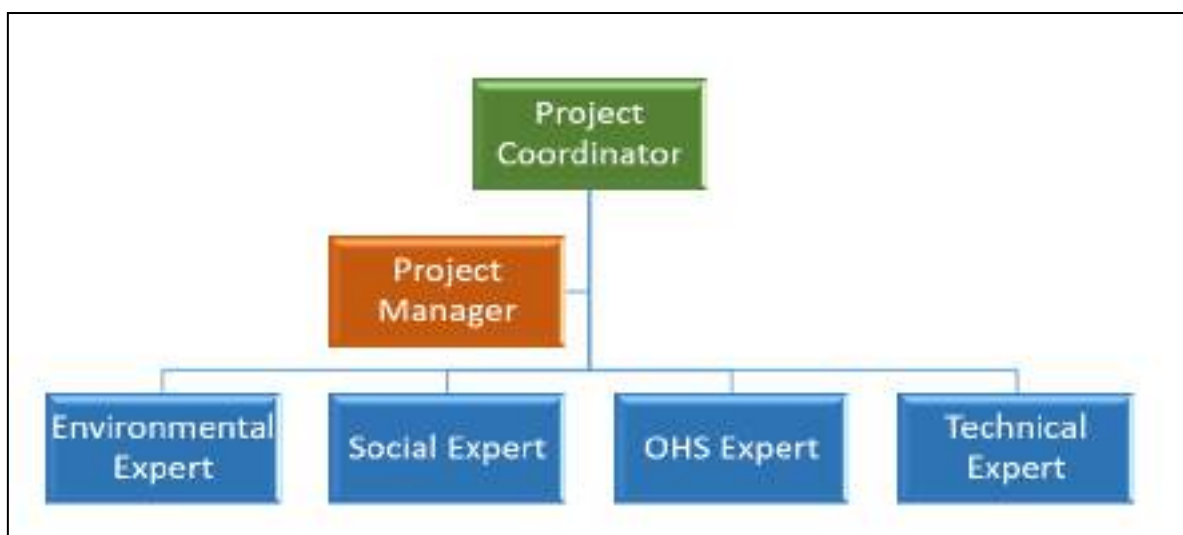 Project
Coordinator
Project
Manager
Environmental
Expert
Social Expert
OHS Expert
Technical
Expert